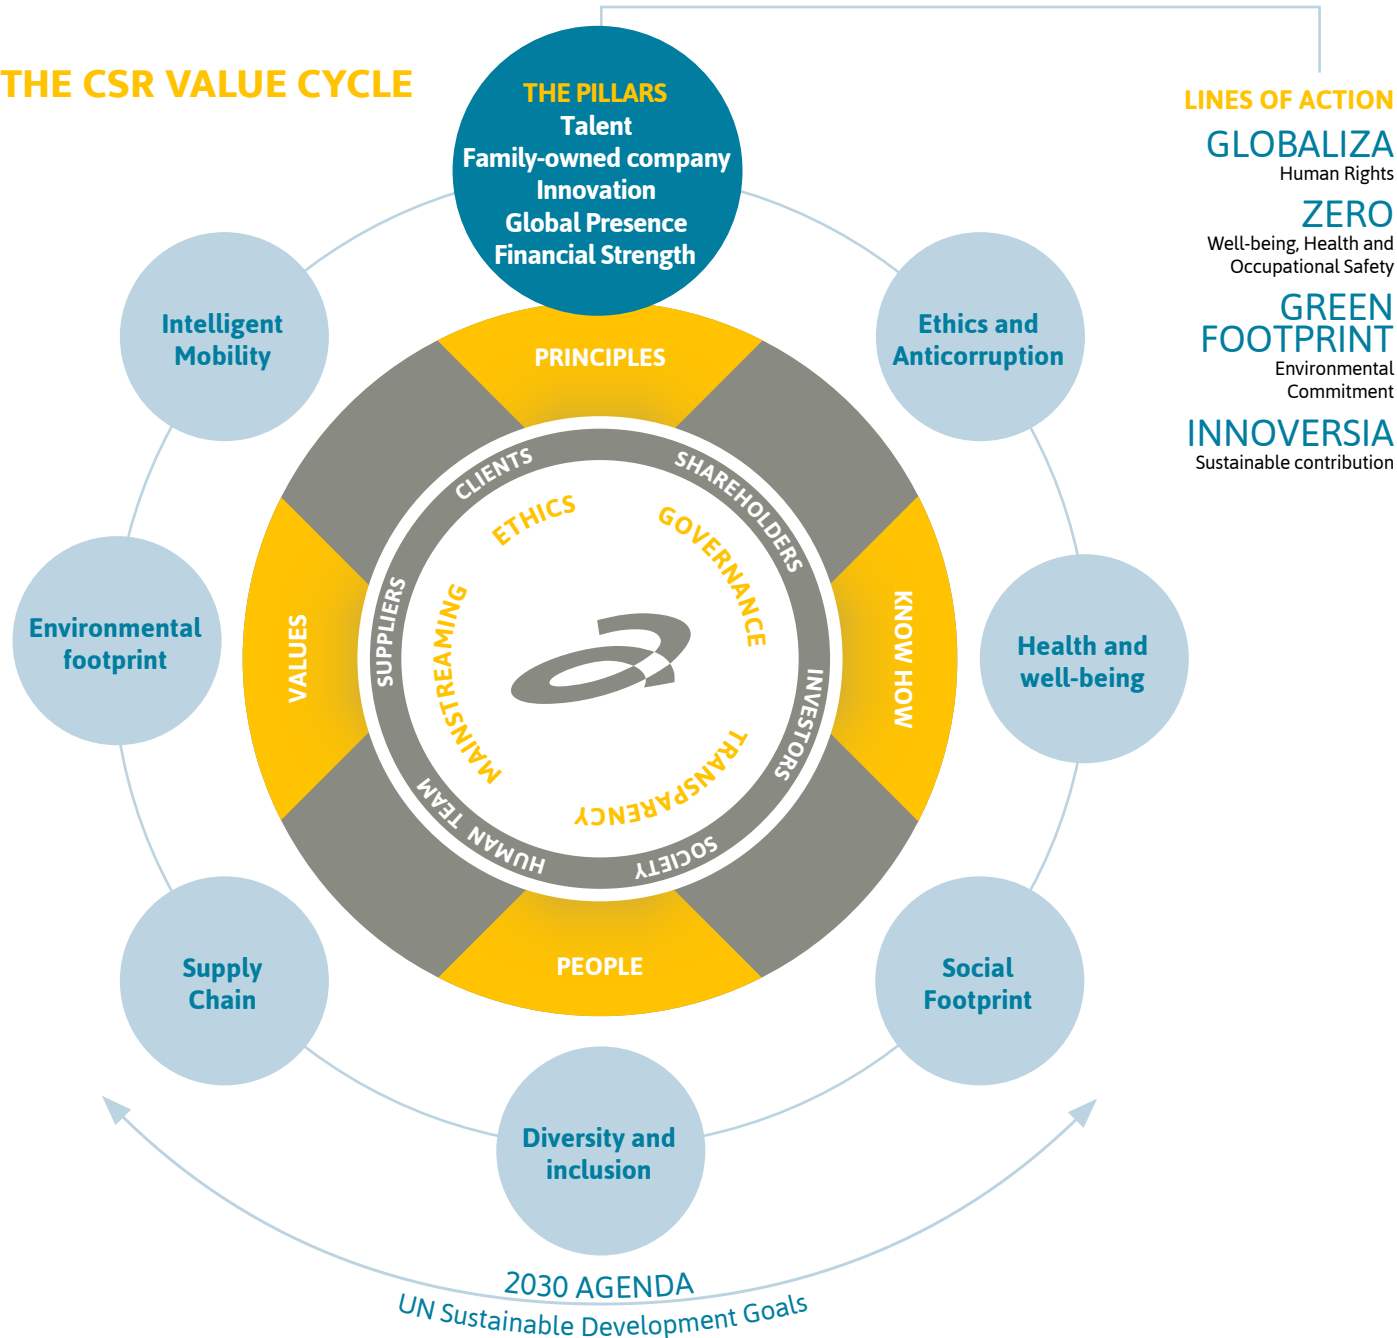 THE CSR VALUE CYCLE
THE PILLARS
Talent
Family-owned company
Innovation
Global Presence
Financial Strength
LINES OF ACTION
GLOBALIZA
Human Rights
ZERO
Well-being, Health and
Occupational Safety
GREEN
FOOTPRINT
Environmental
Commitment
INNOVERSIA
Sustainable contribution
Intelligent
Mobility
Ethics and
Anticorruption
Environmental
footprint
Health and
well-being
Supply
Chain
Social
Footprint
Diversity and
inclusion
PRINCIPLES
KNOW HOW
PEOPLE
VALUES
CLIENTS
SHAREHOLDERS
INVESTORS
SOCIETY
HUMAN TEAM
SUPPLIERS
ETHICS
GOVERNANCE
TRANSPARENCY
MAINSTREAMING
2030 AGENDA
UN Sustainable Development Goals